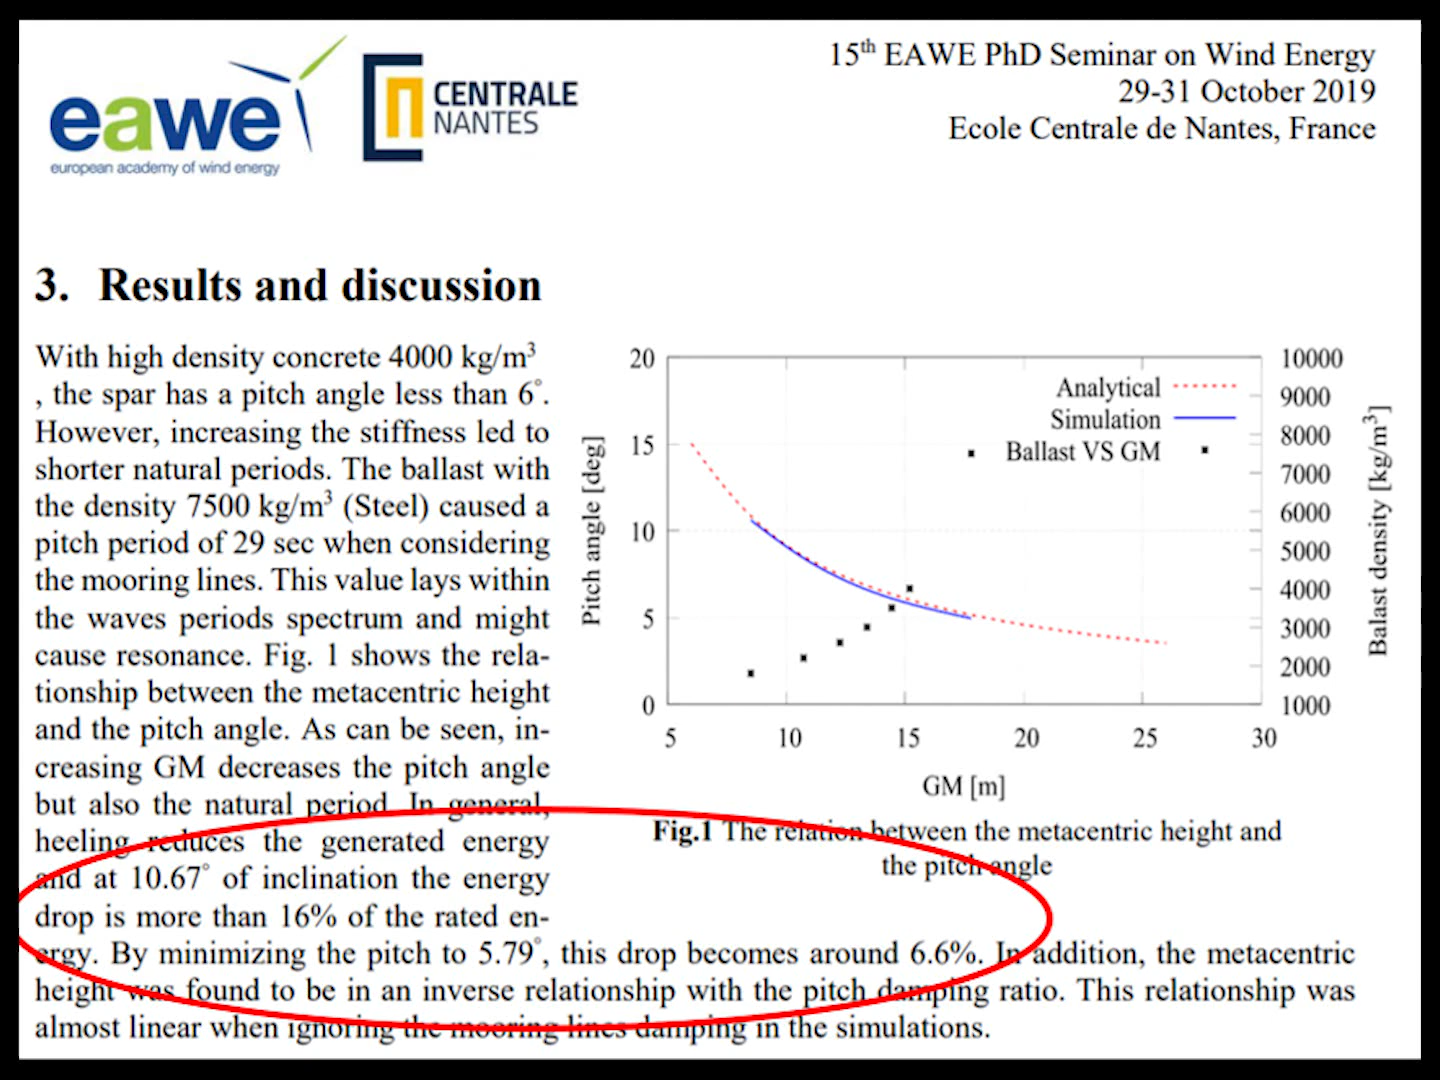 eawe
european academy of wind energy
CENTRALE
NANTES
15th EAWE PhD Seminar on Wind Energy
29-31 October 2019
Ecole Centrale de Nantes, France
3. Results and discussion
With high density concrete 4000 kg/m³
, the spar has a pitch angle less than 6°.
However, increasing the stiffness led to
shorter natural periods. The ballast with
the density 7500 kg/m³ (Steel) caused a
pitch period of 29 sec when considering
the mooring lines. This value lays within
the waves periods spectrum and might
cause resonance. Fig. 1 shows the rela-
tionship between the metacentric height
and the pitch angle. As can be seen, in-
creasing GM decreases the pitch angle
but also the natural period. In general,
heeling reduces the generated energy
and at 10.67° of inclination the energy
drop is more than 16% of the rated en-
ergy. By minimizing the pitch to 5.79°, this drop becomes around 6.6%. In addition, the metacentric
height was found to be in an inverse relationship with the pitch damping ratio. This relationship was
almost linear when ignoring the mooring lines damping in the simulations.
Pitch angle [deg]
20
15
10
5
0
Analytical
Simulation
Ballast VS GM
10000
9000
8000
7000
6000
5000
4000
3000
2000
1000
Balast density [kg/m³]
5 10 15 20 25 30
GM [m]
Fig.1 The relation between the metacentric height and
the pitch angle